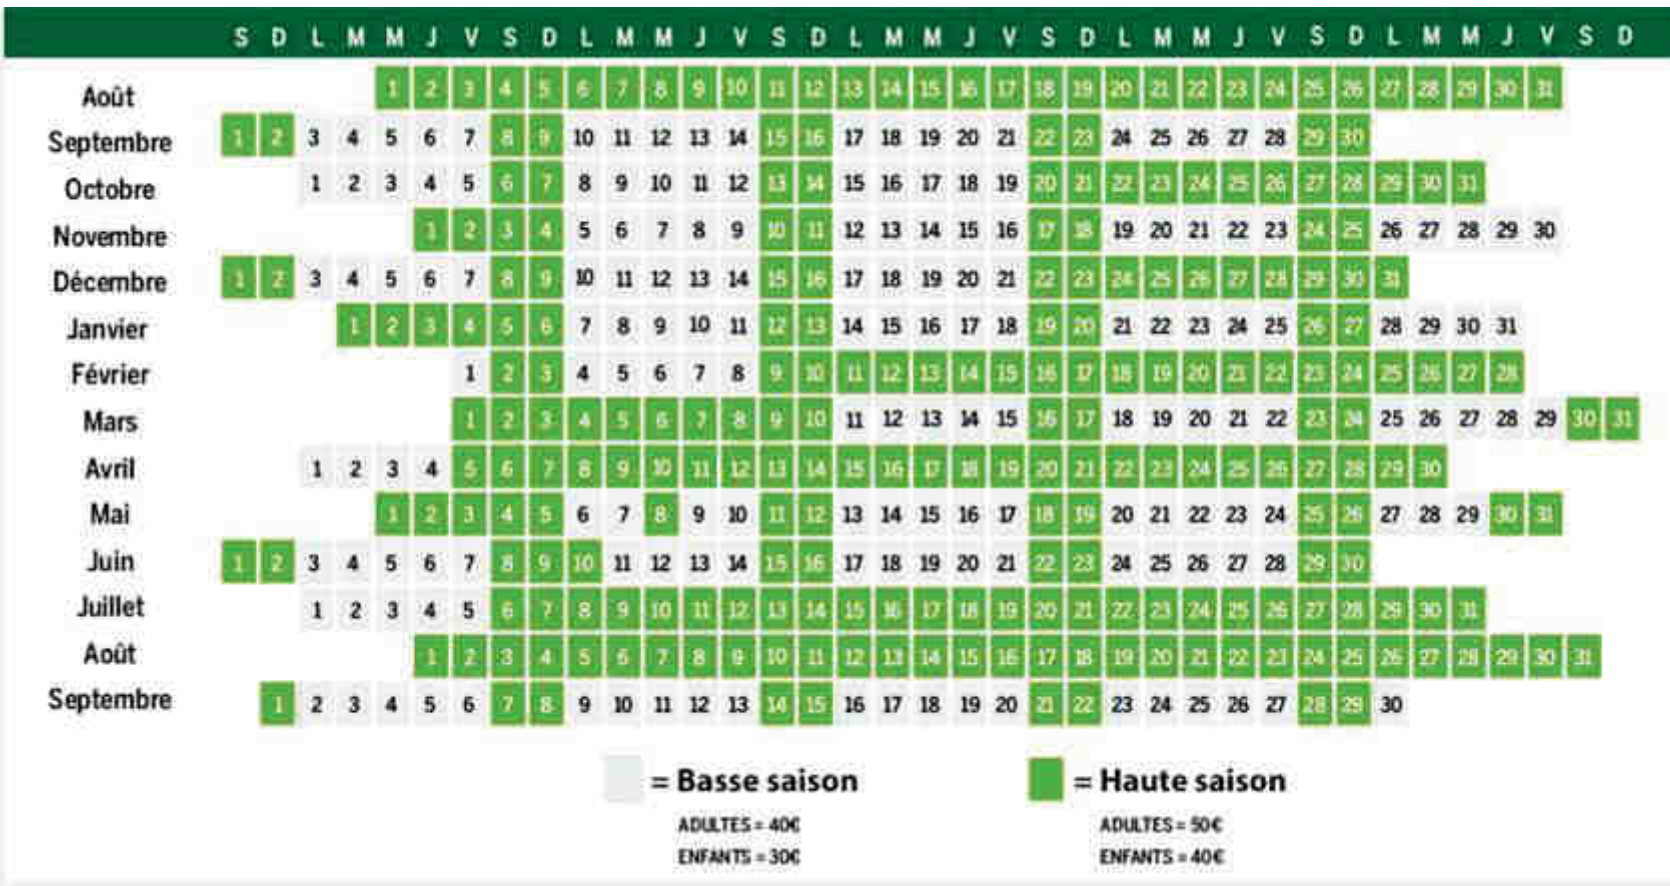 S D L M M J V S D L M M J V S D L M M J V S D L M M J V S D L M M J V S D
Août 1 2 3 4 5 6 7 8 9 10 11 12 13 14 15 16 17 18 19 20 21 22 23 24 25 26 27 28 29 30 31
Septembre 1 2 3 4 5 6 7 8 9 10 11 12 13 14 15 16 17 18 19 20 21 22 23 24 25 26 27 28 29 30
Octobre 1 2 3 4 5 6 7 8 9 10 11 12 13 14 15 16 17 18 19 20 21 22 23 24 25 26 27 28 29 30 31
Novembre 1 2 3 4 5 6 7 8 9 10 11 12 13 14 15 16 17 18 19 20 21 22 23 24 25 26 27 28 29 30
Décembre 1 2 3 4 5 6 7 8 9 10 11 12 13 14 15 16 17 18 19 20 21 22 23 24 25 26 27 28 29 30 31
Janvier 1 2 3 4 5 6 7 8 9 10 11 12 13 14 15 16 17 18 19 20 21 22 23 24 25 26 27 28 29 30 31
Février 1 2 3 4 5 6 7 8 9 10 11 12 13 14 15 16 17 18 19 20 21 22 23 24 25 26 27 28
Mars 1 2 3 4 5 6 7 8 9 10 11 12 13 14 15 16 17 18 19 20 21 22 23 24 25 26 27 28 29 30 31
Avril 1 2 3 4 5 6 7 8 9 10 11 12 13 14 15 16 17 18 19 20 21 22 23 24 25 26 27 28 29 30
Mai 1 2 3 4 5 6 7 8 9 10 11 12 13 14 15 16 17 18 19 20 21 22 23 24 25 26 27 28 29 30 31
Juin 1 2 3 4 5 6 7 8 9 10 11 12 13 14 15 16 17 18 19 20 21 22 23 24 25 26 27 28 29 30
Juillet 1 2 3 4 5 6 7 8 9 10 11 12 13 14 15 16 17 18 19 20 21 22 23 24 25 26 27 28 29 30 31
Août 1 2 3 4 5 6 7 8 9 10 11 12 13 14 15 16 17 18 19 20 21 22 23 24 25 26 27 28 29 30 31
Septembre 1 2 3 4 5 6 7 8 9 10 11 12 13 14 15 16 17 18 19 20 21 22 23 24 25 26 27 28 29 30
= Basse saison = Haute saison
ADULTES = 40€ ADULTES = 50€
ENFANTS = 30€ ENFANTS = 40€